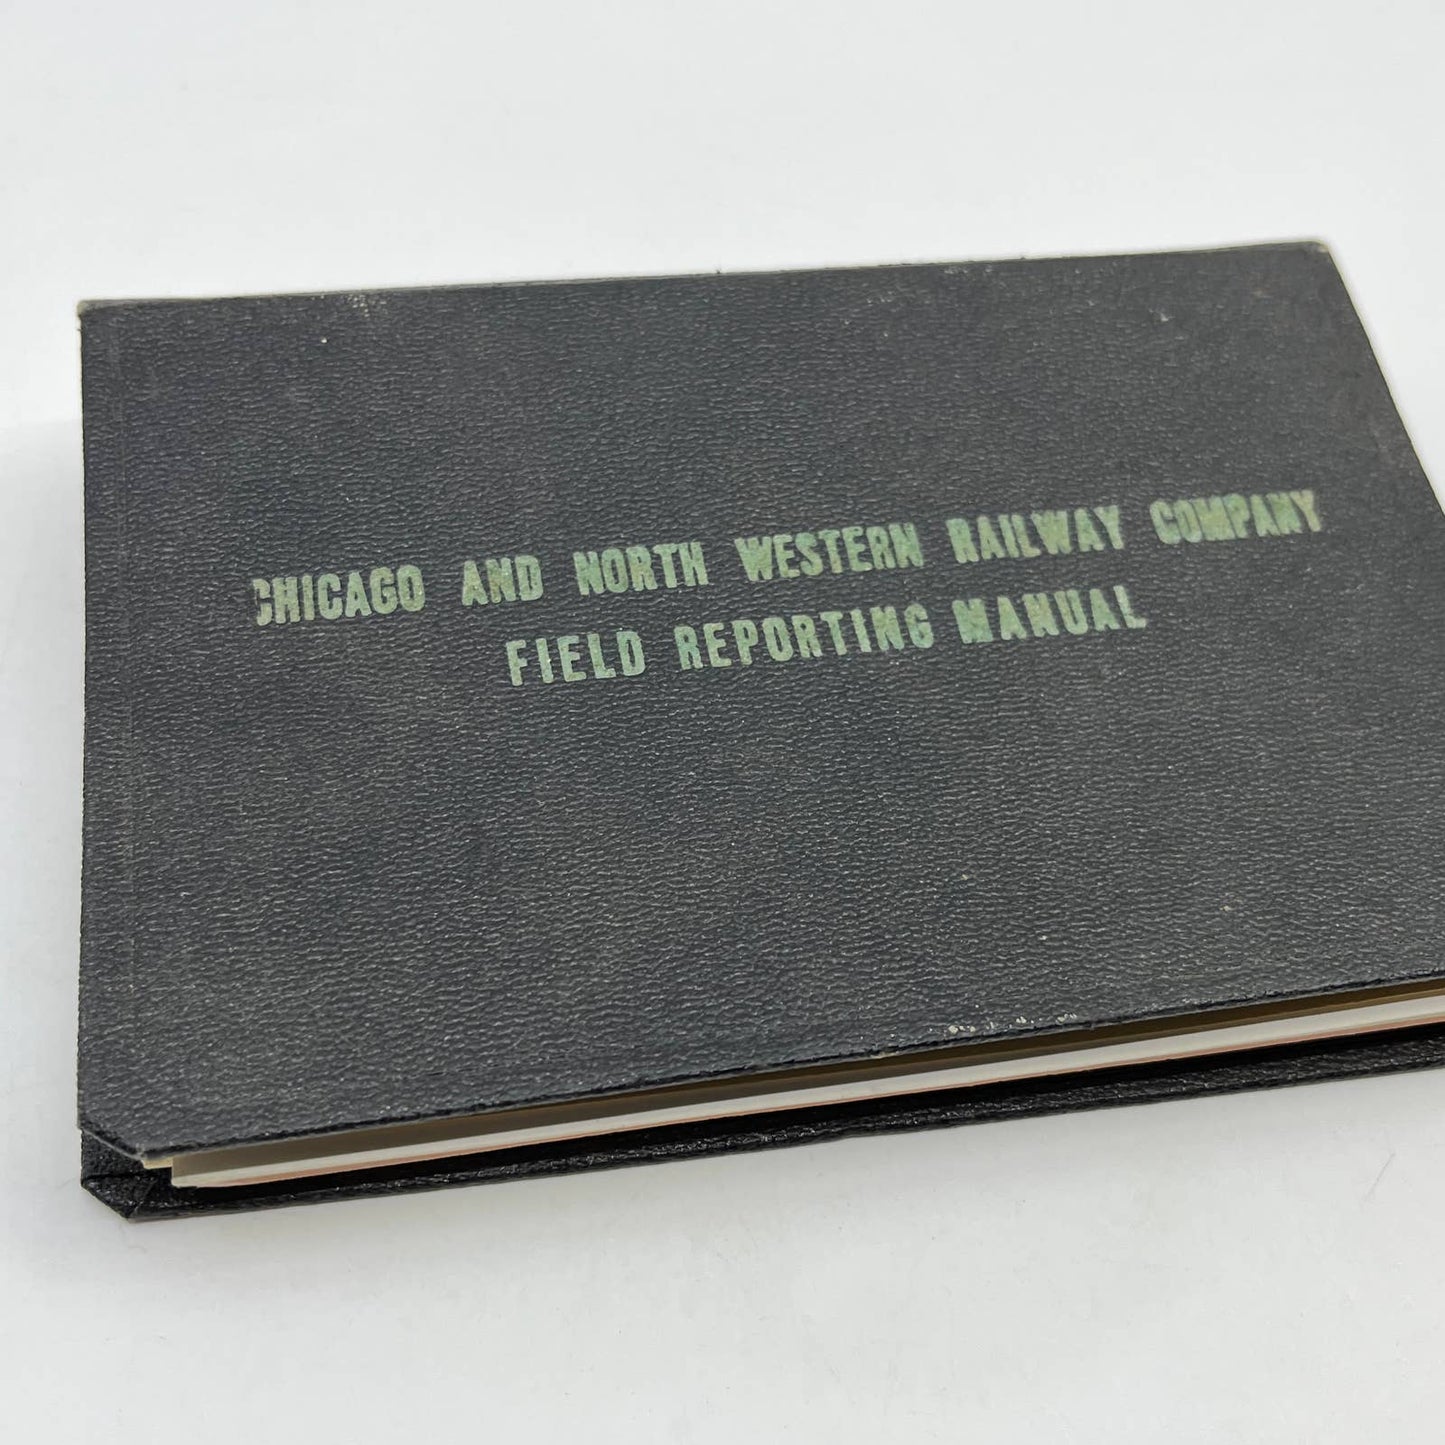 CHICAGO AND NORTH WESTERN RAILWAY COMPANY
FIELD REPORTING MANUAL